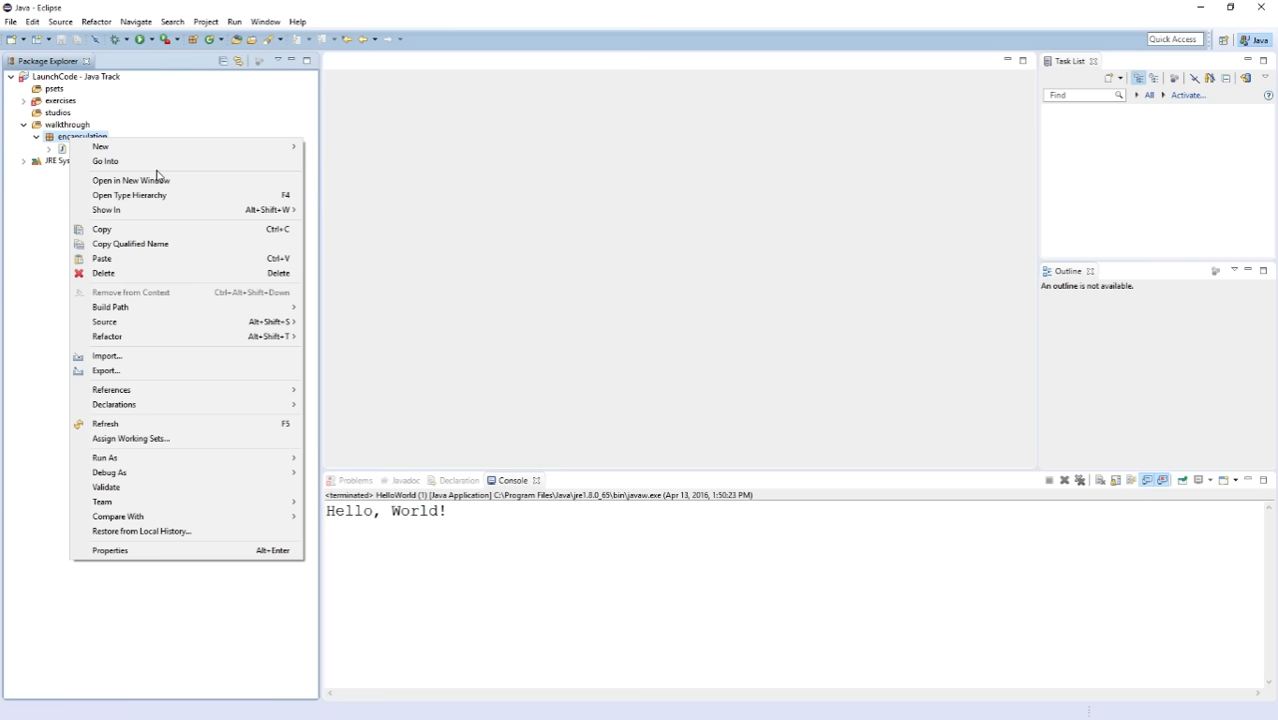 Java - Eclipse
File Edit Source Refactor Navigate Search Project Run Window Help
Quick Access Java
Package Explorer
LaunchCode - Java Track
psets
exercises
studios
walkthrough
encapsulation
JRE Sys
New
Go Into
Open in New Window
Open Type Hierarchy F4
Show In Alt+Shift+W
Copy Ctrl+C
Copy Qualified Name
Paste Ctrl+V
Delete Delete
Remove from Context Ctrl+Alt+Shift+Down
Build Path
Source Alt+Shift+S
Refactor Alt+Shift+T
Import...
Export...
References
Declarations
Refresh F5
Assign Working Sets...
Run As
Debug As
Validate
Team
Compare With
Restore from Local History...
Properties Alt+Enter
Task List
Find All Activate...
Outline
An outline is not available.
Problems Javadoc Declaration Console
<terminated> HelloWorld (1) [Java Application] C:\Program Files\Java\jre1.8.0_65\bin\javaw.exe (Apr 13, 2016, 1:50:23 PM)
Hello, World!